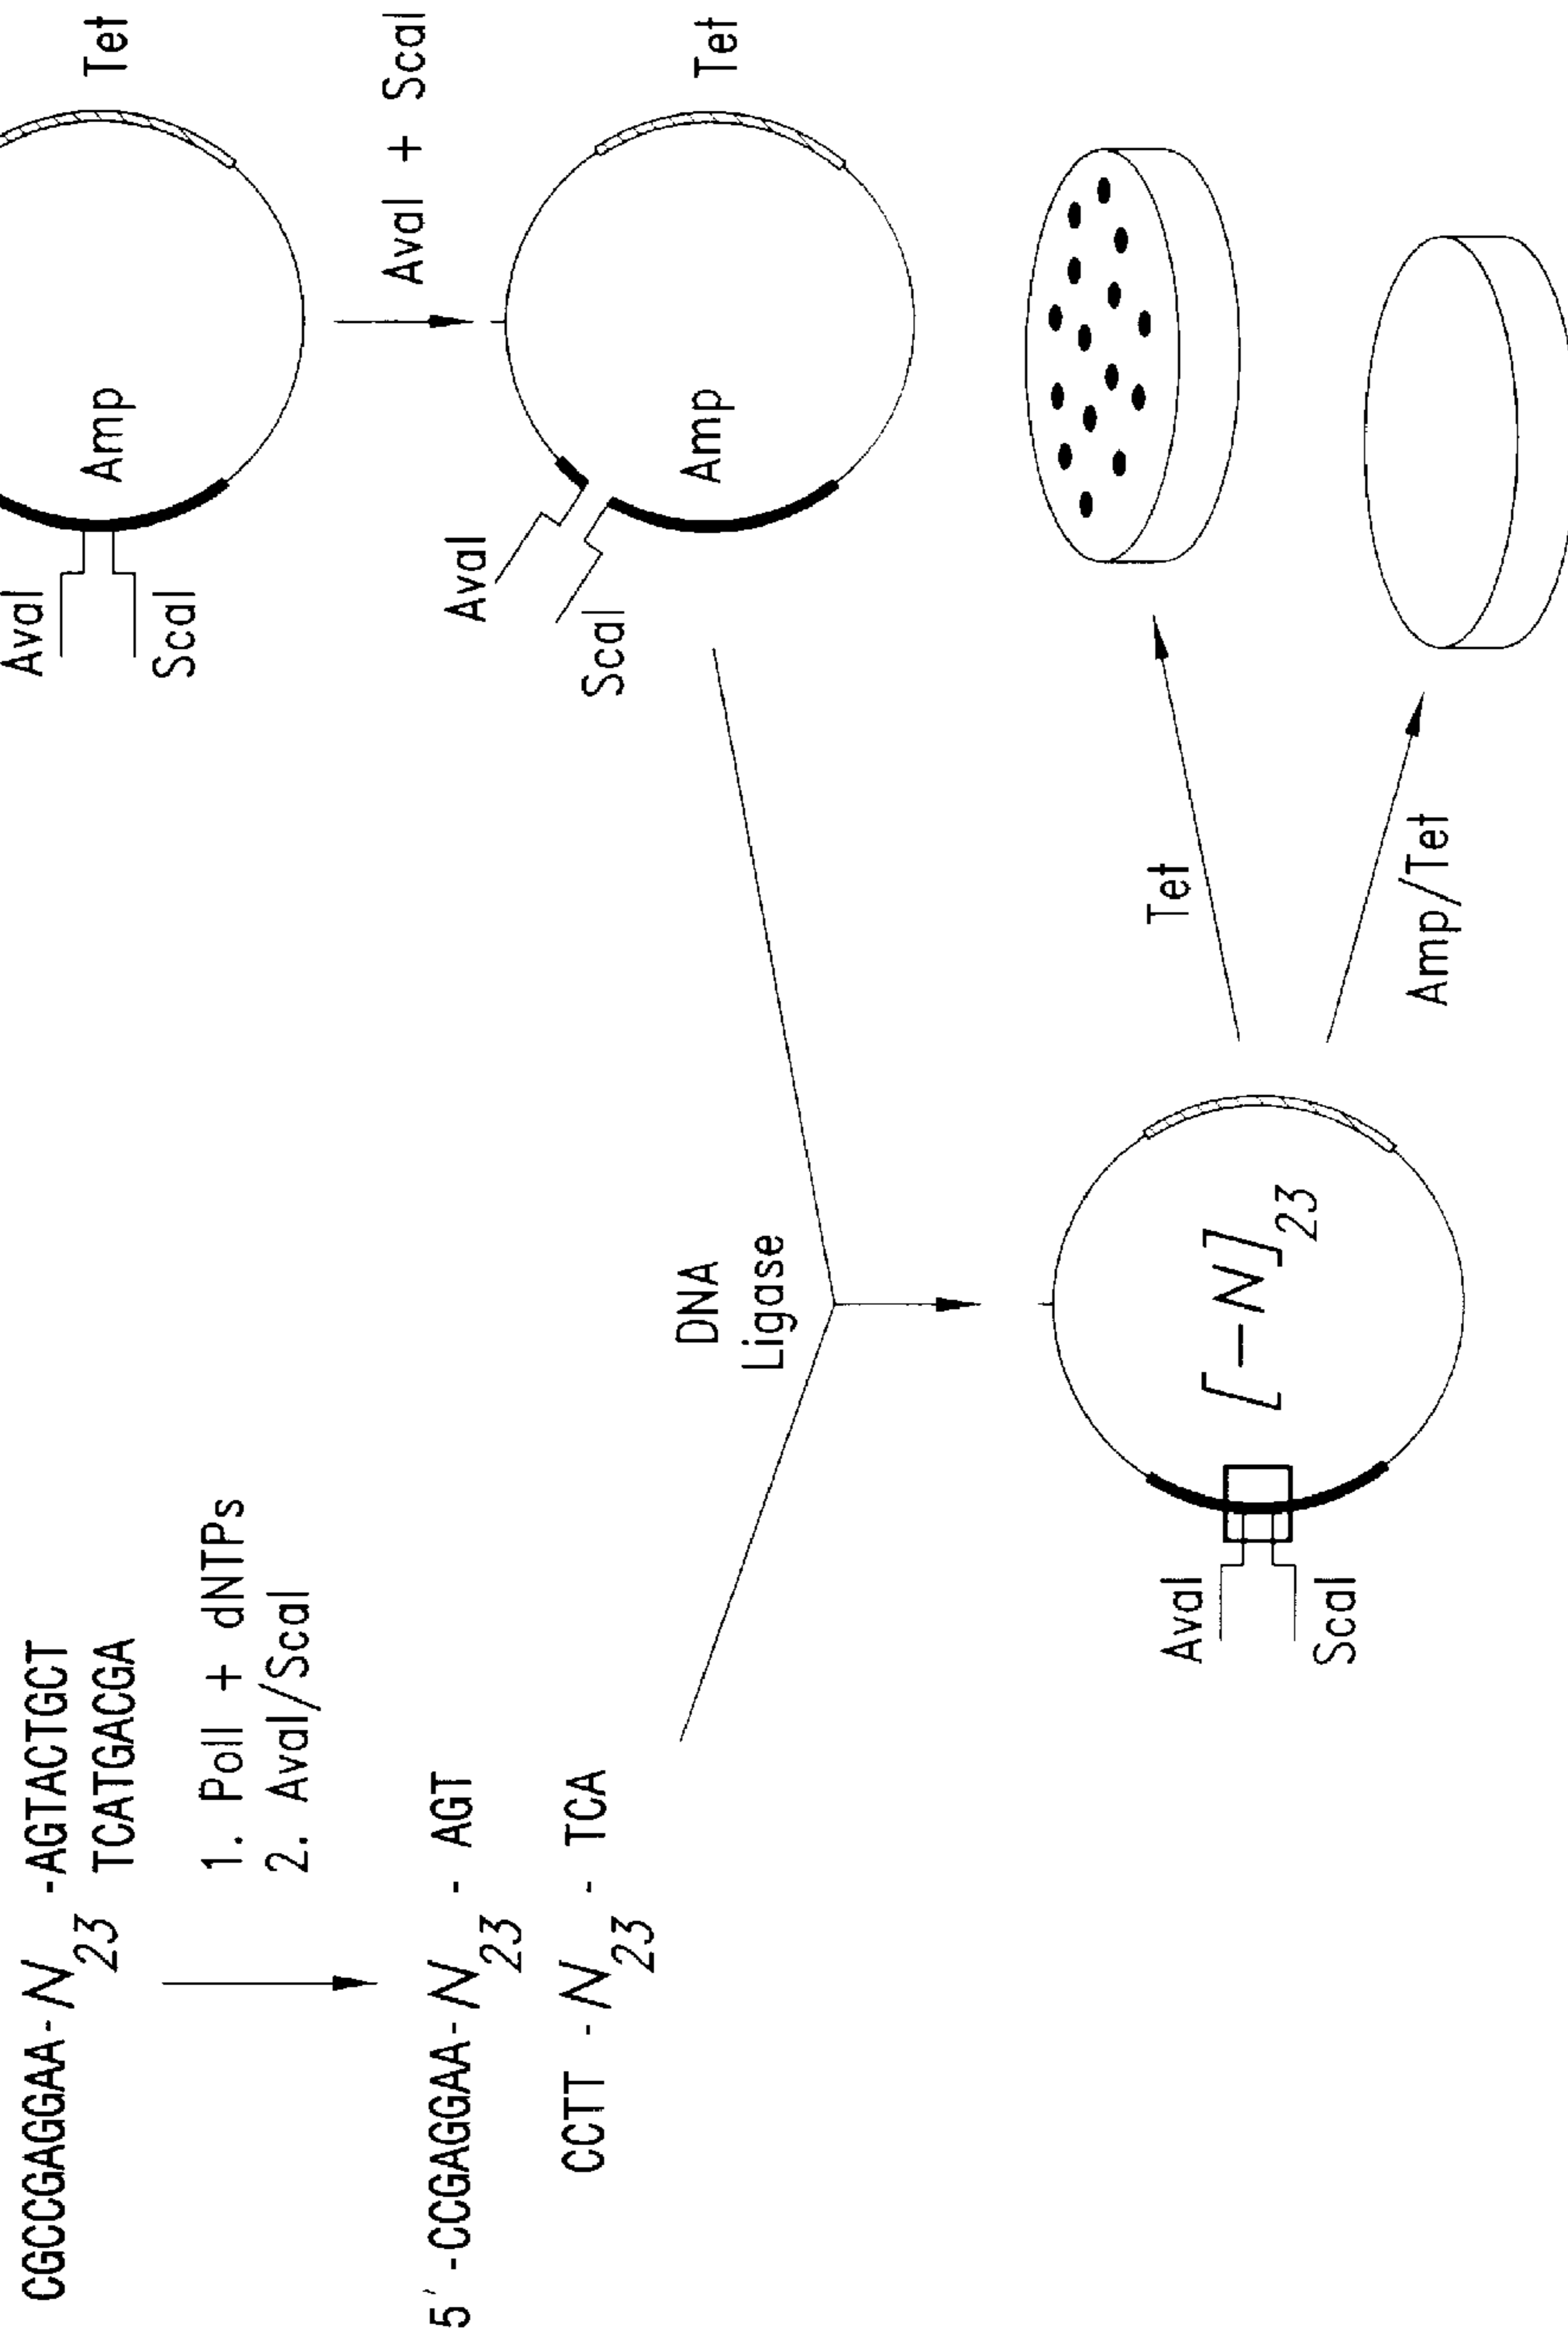 CGCCGAGGAA-N23-AGTACTGCT
TCATGACGA
1. PolI + dNTPs
2. AvaI/ScaI
5´-CCGAGGAA-N23 - AGT
CCTT -N23 - TCA
AvaI
ScaI
Amp
Tet
AvaI + ScaI
AvaI
ScaI
Amp
Tet
DNA
Ligase
AvaI
ScaI
[-N]23
Tet
Amp/Tet